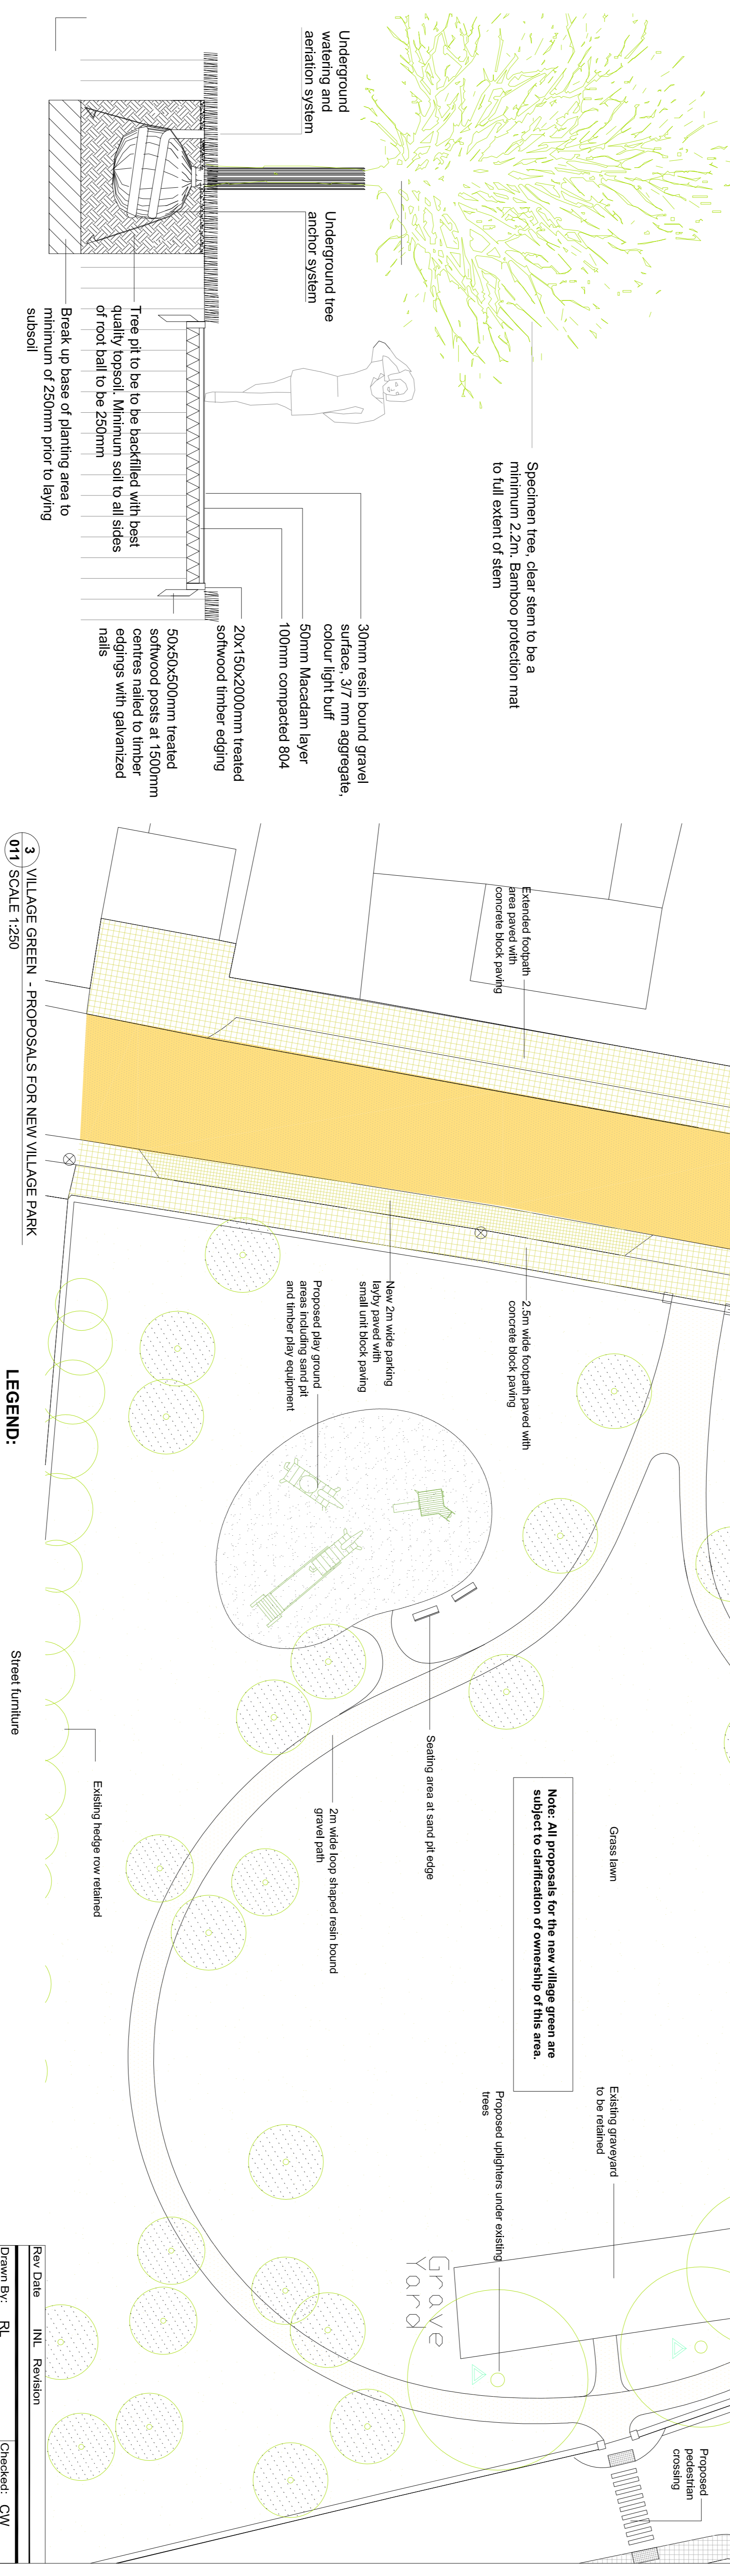 Underground
watering and
aeriation system
Underground tree
anchor system
Specimen tree, clear stem to be a
minimum 2.2m. Bamboo protection mat
to full extent of stem
Tree pit to be to be backfilled with best
quality topsoil. Minimum soil to all sides
of root ball to be 250mm
Break up base of planting area to
minimum of 250mm prior to laying
subsoil
30mm resin bound gravel
surface, 3/7 mm aggregate,
colour light buff
50mm Macadam layer
100mm compacted 804
20x150x2000mm treated
softwood timber edging
50x50x500mm treated
softwood posts at 1500mm
centres nailed to timber
edgings with galvanized
nails
Extended footpath
area paved with
concrete block paving
3
011
VILLAGE GREEN - PROPOSALS FOR NEW VILLAGE PARK
SCALE 1:250
2.5m wide footpath paved with
concrete block paving
New 2m wide parking
layby paved with
small unit block paving
Proposed play ground
areas including sand pit
and timber play equipment
LEGEND:
Street furniture
Seating area at sand pit edge
2m wide loop shaped resin bound
gravel path
Existing hedge row retained
Grass lawn
Note: All proposals for the new village green are
subject to clarification of ownership of this area.
Existing graveyard
to be retained
Proposed uplighters under existing
trees
Grave
Yard
Proposed
pedestrian
crossing
Rev Date INL Revision
Drawn By: RL Checked: CW